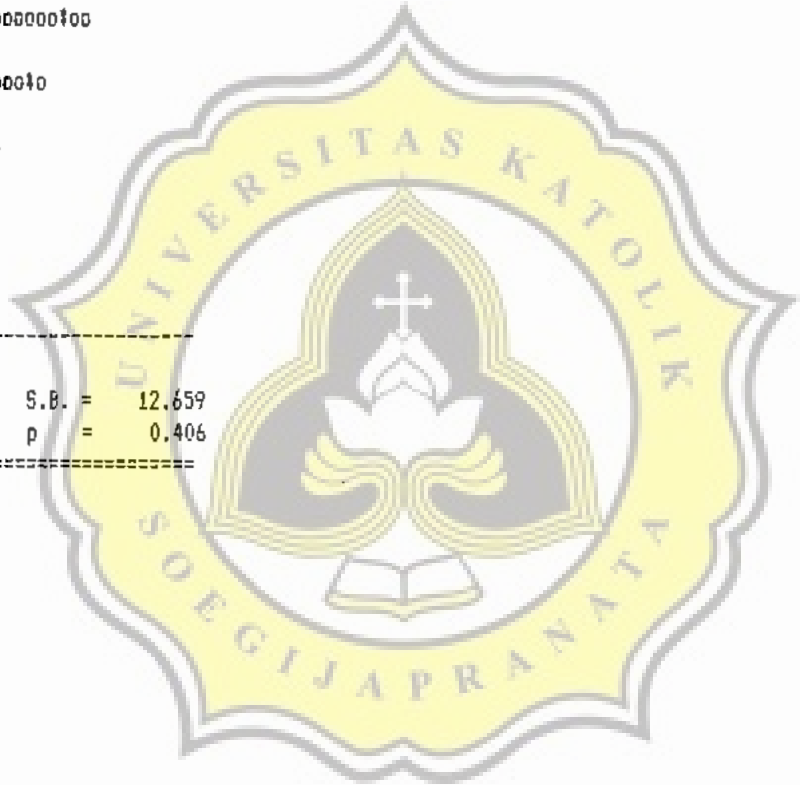 UNIVERSITAS KATOLIK
S.B. = 12.659
p = 0.406
SOEGIJAPRANATA